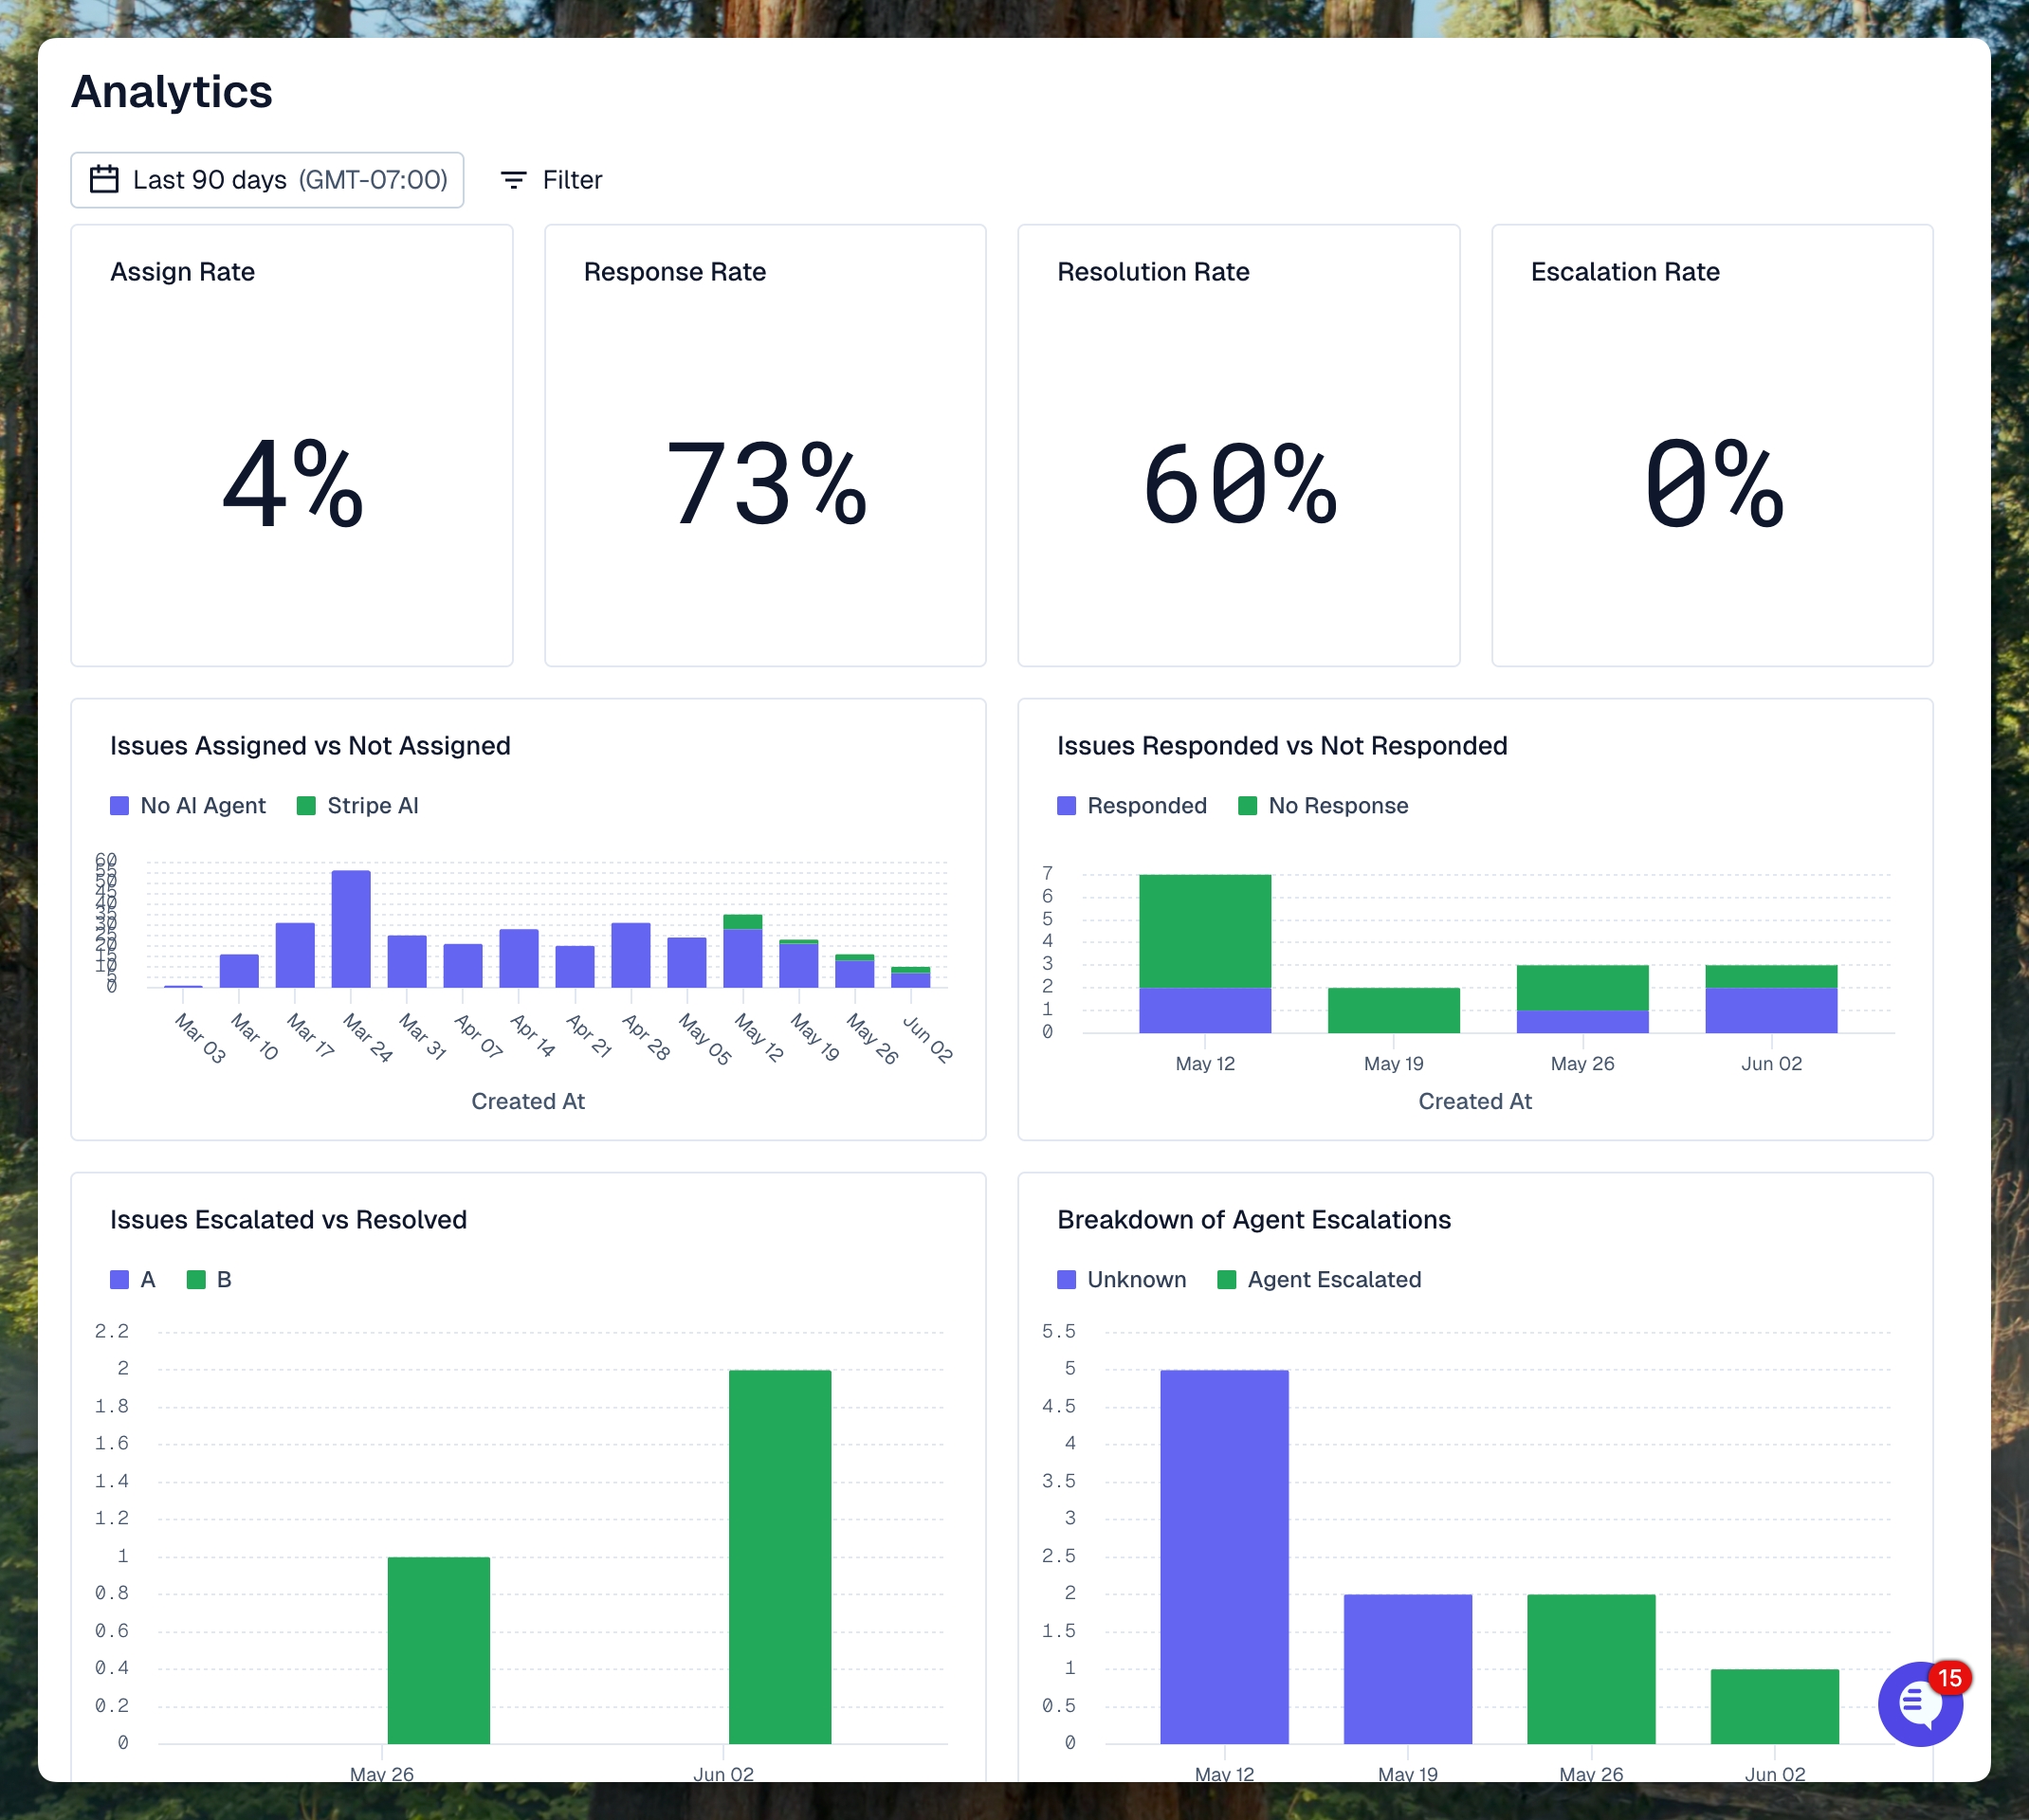 Analytics
Last 90 days (GMT-07:00)
Filter
Assign Rate
Response Rate
Resolution Rate
Escalation Rate
4%
73%
60%
0%
Issues Assigned vs Not Assigned
No AI Agent
Stripe AI
60
55
50
45
40
35
30
25
20
15
10
5
0
Mar 03
Mar 10
Mar 17
Mar 24
Mar 31
Apr 07
Apr 14
Apr 21
Apr 28
May 05
May 12
May 19
May 26
Jun 02
Created At
Issues Responded vs Not Responded
Responded
No Response
7
6
5
4
3
2
1
0
May 12
May 19
May 26
Jun 02
Created At
Issues Escalated vs Resolved
A
B
2.2
2
1.8
1.6
1.4
1.2
1
0.8
0.6
0.4
0.2
0
May 26
Jun 02
Breakdown of Agent Escalations
Unknown
Agent Escalated
5.5
5
4.5
4
3.5
3
2.5
2
1.5
1
0.5
0
May 12
May 19
May 26
Jun 02
15